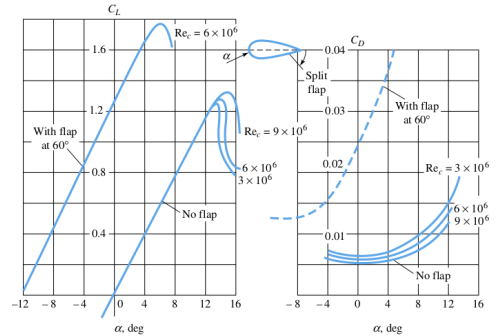 C_L
Re_c = 6 × 10^6
1.6
1.2
0.8
0.4
With flap
at 60°
Re_c = 9 × 10^6
6 × 10^6
3 × 10^6
No flap
−12 −8 −4 0 4 8 12 16
α, deg
α
Split
flap
C_D
0.04
0.03
0.02
0.01
With flap
at 60°
Re_c = 3 × 10^6
6 × 10^6
9 × 10^6
No flap
−8 −4 0 4 8 12 16
α, deg